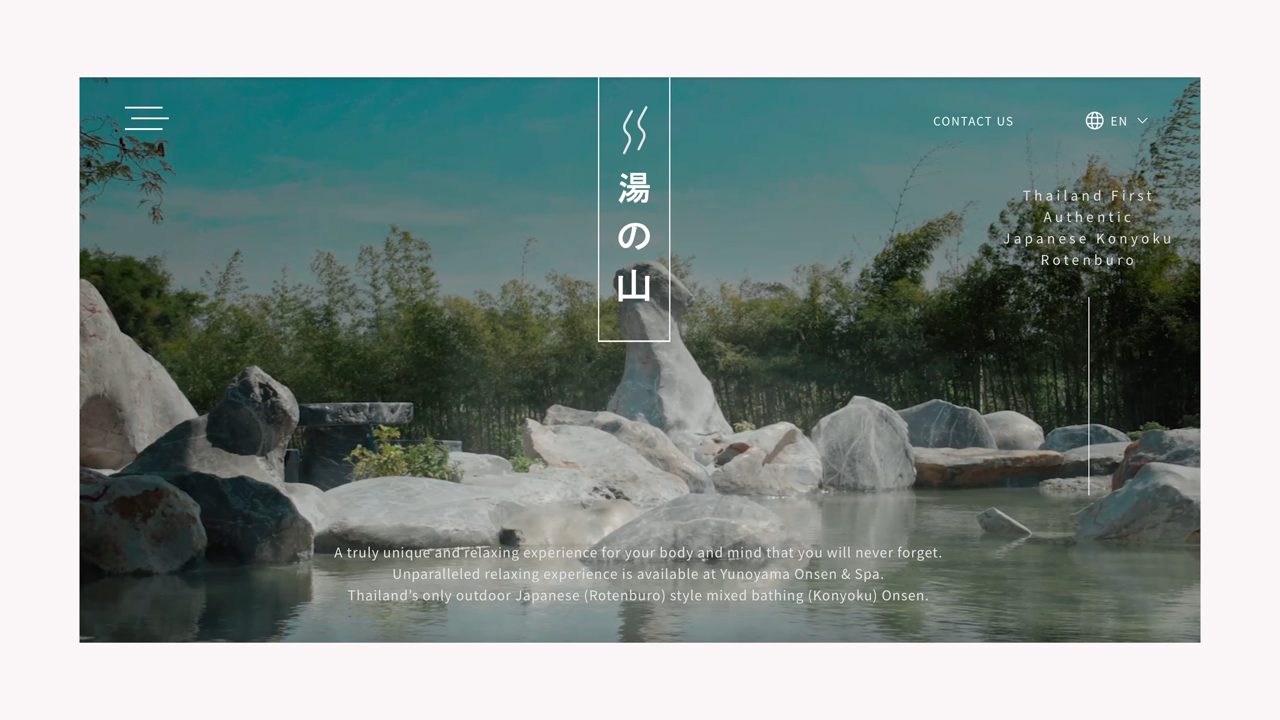 湯の山
CONTACT US
EN
Thailand First
Authentic
Japanese Konyoku
Rotenburo
A truly unique and relaxing experience for your body and mind that you will never forget.
Unparalleled relaxing experience is available at Yunoyama Onsen & Spa.
Thailand's only outdoor Japanese (Rotenburo) style mixed bathing (Konyoku) Onsen.